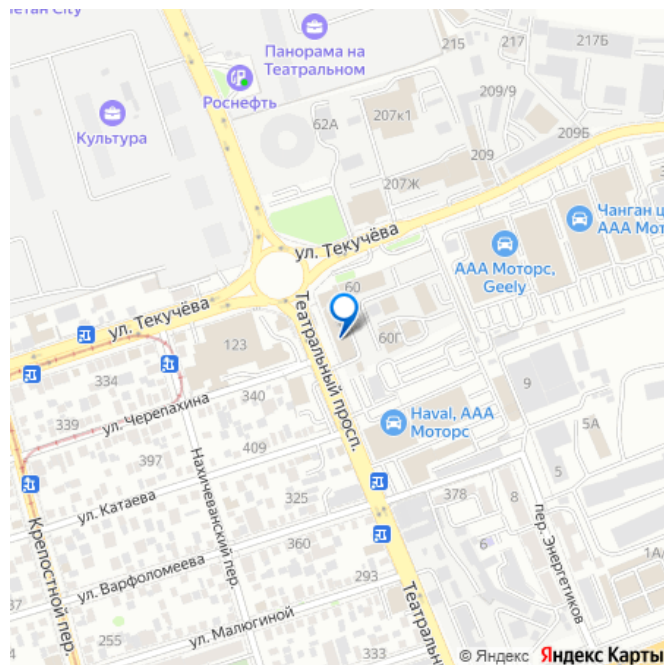 City
Панорама на
Театральном
215
217
217Б
Роснефть
209/9
Культура
62А
207к1
209Б
209
207Ж
Чанган ц
ААА Мот
ул. Текучёва
ААА Моторс,
Geely
60
ул. Текучёва
Театральный просп.
123
60Г
334
340
9
ул. Черепахина
339
Haval, ААА
Моторс
5А
409
397
Нахичеванский пер.
5
325
378
8
ул. Катаева
Крепостной пер.
360
6
пер. Энергетиков
1А/
ул. Варфоломеева
293
Театральн
337
255
ул. Малюгиной
373
333
© Яндекс Яндекс Карты